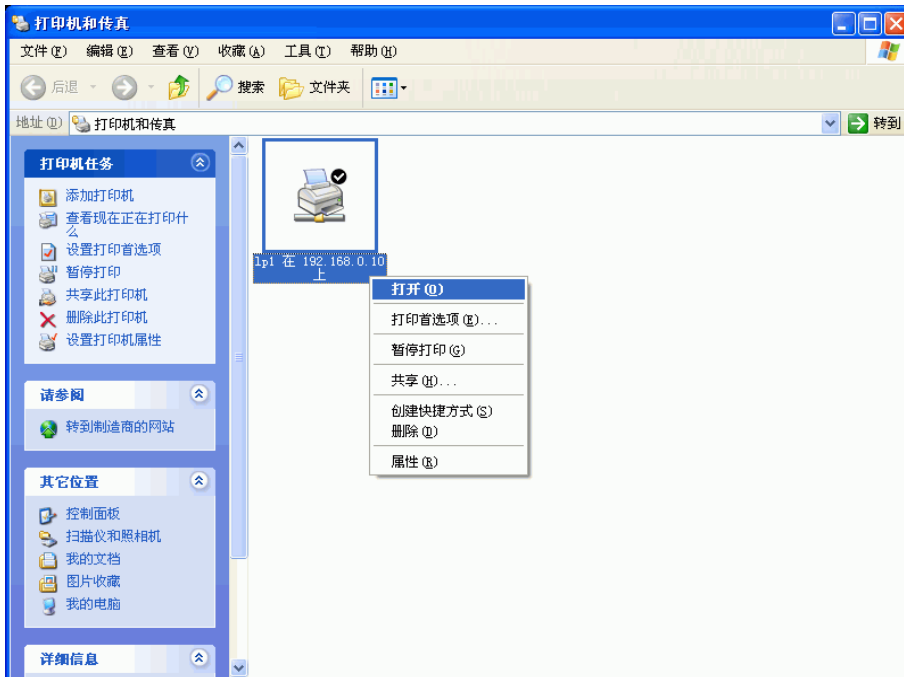 打印机和传真
文件(F) 编辑(E) 查看(V) 收藏(A) 工具(T) 帮助(H)
后退 搜索 文件夹
地址(D) 打印机和传真 转到
打印机任务
添加打印机
查看现在正在打印什
么
设置打印首选项
暂停打印
共享此打印机
删除此打印机
设置打印机属性
请参阅
转到制造商的网站
其它位置
控制面板
扫描仪和照相机
我的文档
图片收藏
我的电脑
详细信息
lp1 在 192.168.0.10
上
打开(O)
打印首选项(E)...
暂停打印(G)
共享(H)...
创建快捷方式(S)
删除(D)
属性(R)